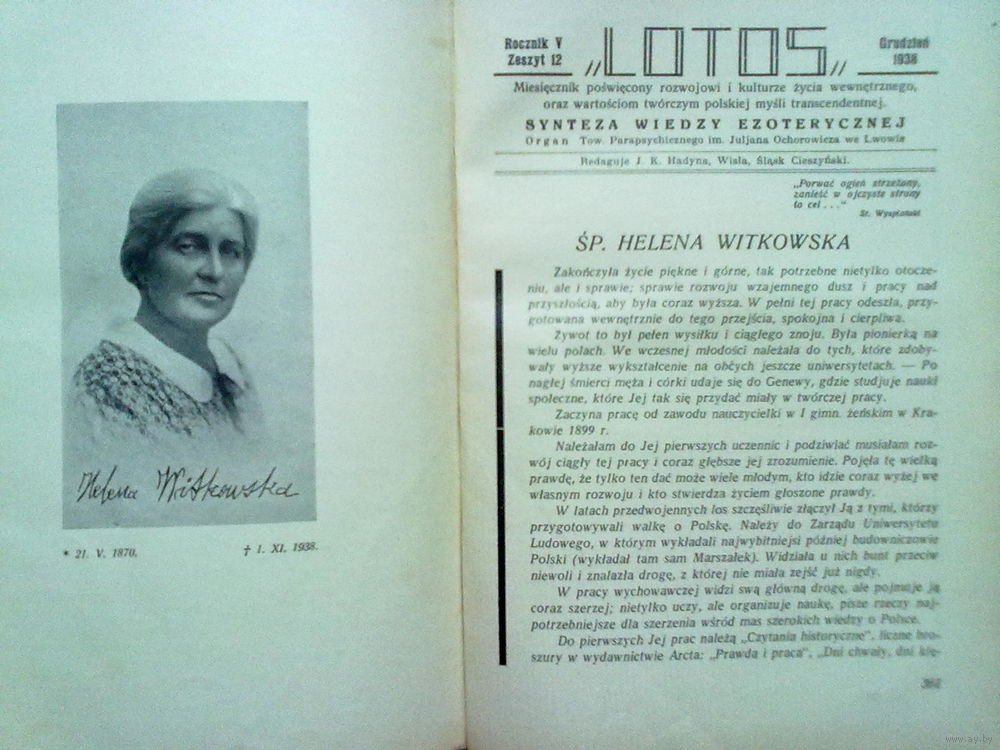 Helena Witkowska
* 21. V. 1870.
† 1. XI. 1938.
Rocznik V
Zeszyt 12
„LOTOS„
Grudzień
1938
Miesięcznik poświęcony rozwojowi i kulturze życia wewnętrznego,
oraz wartościom twórczym polskiej myśli transcendentnej.
SYNTEZA WIEDZY EZOTERYCZNEJ
Organ Tow. Parapsychicznego im. Juljana Ochorowicza we Lwowie
Redaguje J. K. Hadyna, Wisła, Śląsk Cieszyński.
„Porwać ogień strzeżony,
zanieść w ojczyste strony
to cel . . .“
St. Wyspiański
ŚP. HELENA WITKOWSKA
Zakończyła życie piękne i górne, tak potrzebne nietylko otocze-
niu, ale i sprawie; sprawie rozwoju wzajemnego dusz i pracy nad
przyszłością, aby była coraz wyższa. W pełni tej pracy odeszła, przy-
gotowana wewnętrznie do tego przejścia, spokojna i cierpliwa.
Żywot to był pełen wysiłku i ciągłego znoju. Była pionierką na
wielu polach. We wczesnej młodości należała do tych, które zdoby-
wały wyższe wykształcenie na obcych jeszcze uniwersytetach. — Po
nagłej śmierci męża i córki udaje się do Genewy, gdzie studjuje nauki
społeczne, które Jej tak się przydać miały w twórczej pracy.
Zaczyna pracę od zawodu nauczycielki w I gimn. żeńskim w Kra-
kowie 1899 r.
Należałam do Jej pierwszych uczennic i podziwiać musiałam roz-
wój ciągły tej pracy i coraz głębsze jej zrozumienie. Pojęła tę wielką
prawdę, że tylko ten dać może wiele młodym, kto idzie coraz wyżej we
własnym rozwoju i kto stwierdza życiem głoszone prawdy.
W latach przedwojennych los szczęśliwie złączył Ją z tymi, którzy
przygotowywali walkę o Polskę. Należy do Zarządu Uniwersytetu
Ludowego, w którym wykładali najwybitniejsi później budowniczowie
Polski (wykładał tam sam Marszałek). Widziała u nich bunt przeciw
niewoli i znalazła drogę, z której nie miała zejść już nigdy.
W pracy wychowawczej widzi swą główną drogę, ale pojmuje ją
coraz szerzej; nietylko uczy, ale organizuje naukę, pisze rzeczy naj-
potrzebniejsze dla szerzenia wśród mas szerokich wiedzy o Polsce.
Do pierwszych Jej prac należą „Czytania historyczne“, liczne bro-
szury w wydawnictwie Arcta: „Prawda i praca“, „Dni chwały, dni klę-
www.ay.by